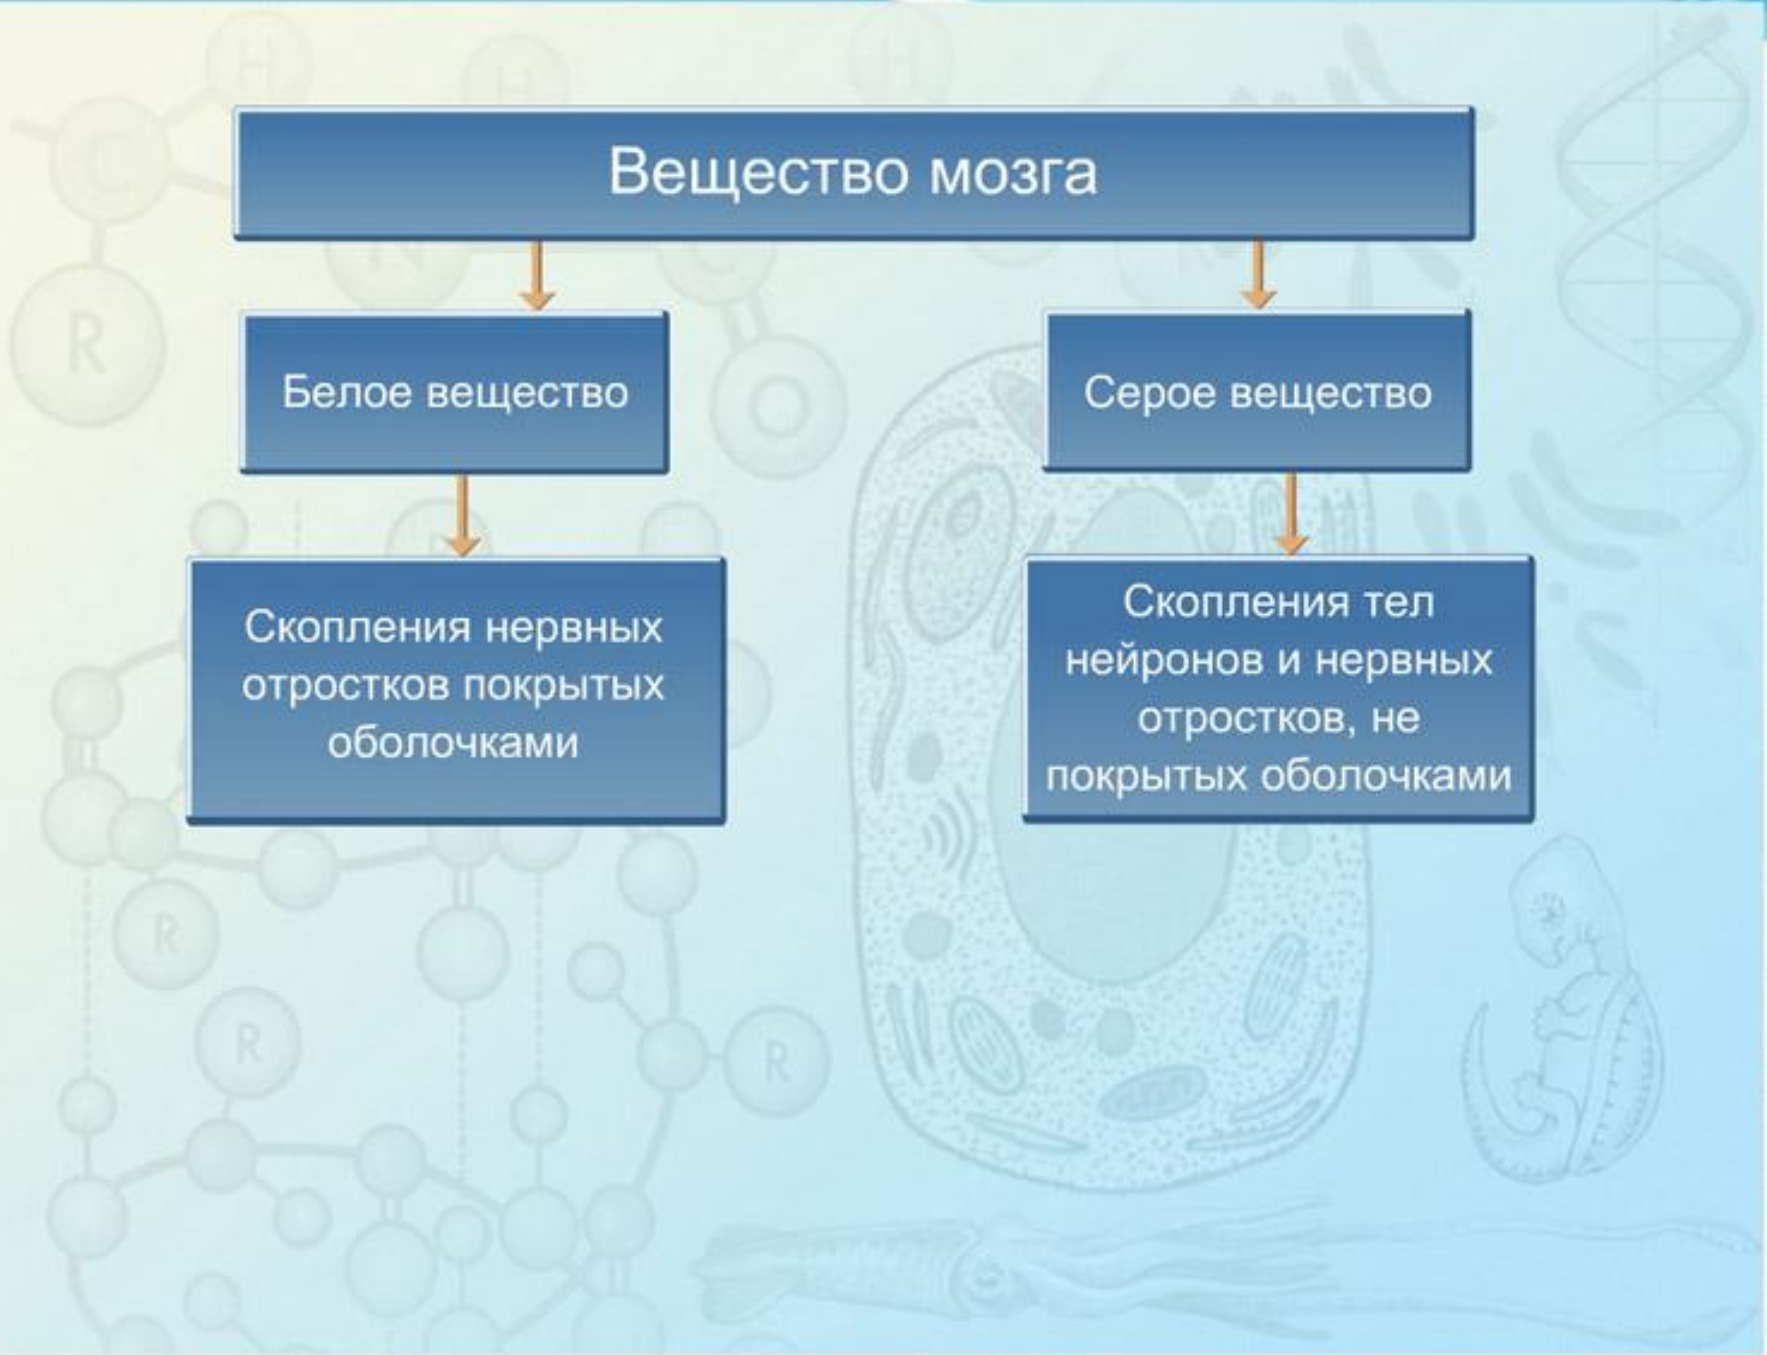 Вещество мозга
Белое вещество
Серое вещество
Скопления нервных
отростков покрытых
оболочками
Скопления тел
нейронов и нервных
отростков, не
покрытых оболочками
H
H
H
C
N
C
R
O
R
R
R
R